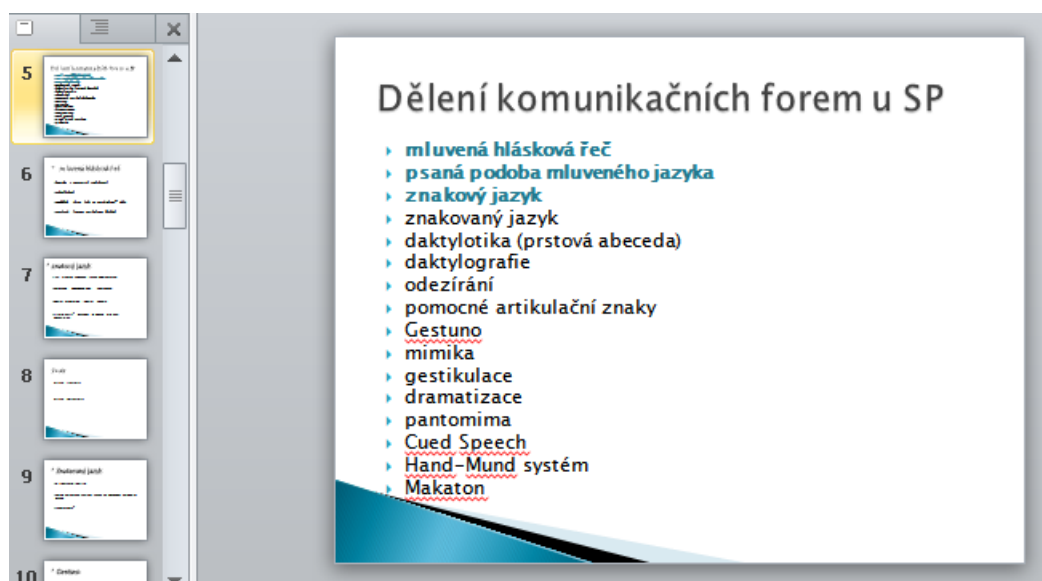 5
6
7
8
9
10
Dělení komunikačních forem u SP
mluvená hlásková řeč
psaná podoba mluveného jazyka
znakový jazyk
znakovaný jazyk
daktylotika (prstová abeceda)
daktylografie
odezírání
pomocné artikulační znaky
Gestuno
mimika
gestikulace
dramatizace
pantomima
Cued Speech
Hand-Mund systém
Makaton